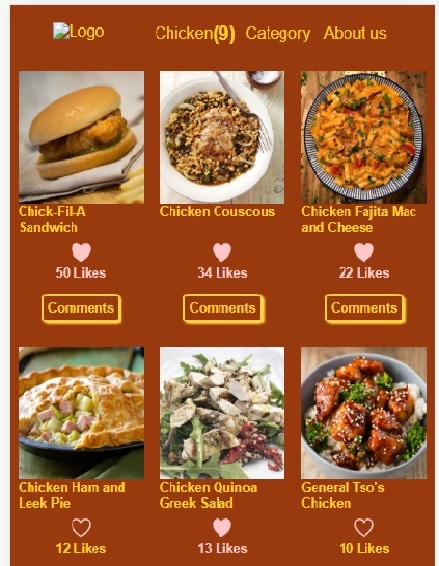 Logo Chicken(9) Category About us
Chick-Fil-A
Sandwich
Chicken Couscous
Chicken Fajita Mac
and Cheese
50 Likes
34 Likes
22 Likes
Comments
Comments
Comments
Chicken Ham and
Leek Pie
Chicken Quinoa
Greek Salad
General Tso's
Chicken
12 Likes
13 Likes
10 Likes